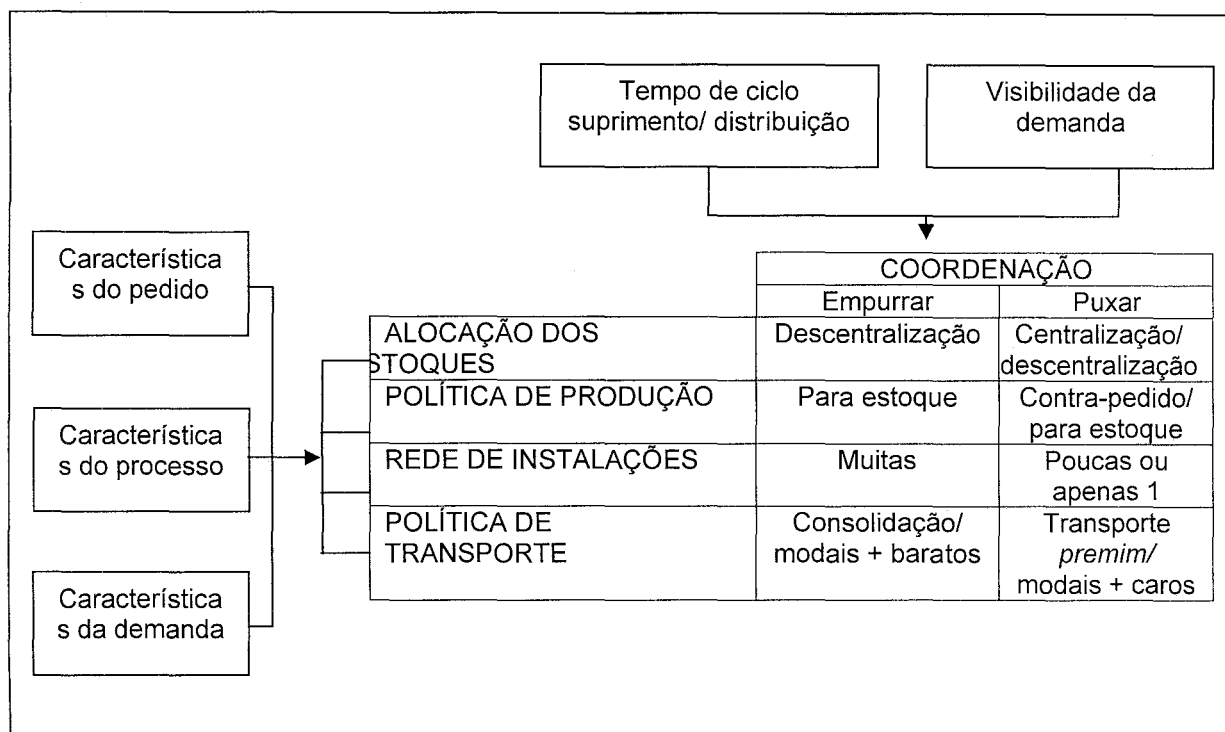 Tempo de ciclo
suprimento/ distribuição
Visibilidade da
demanda
Característica
s do pedido
Característica
s do processo
Característica
s da demanda
COORDENAÇÃO
Empurrar
Puxar
ALOCAÇÃO DOS
STOQUES
Descentralização
Centralização/
descentralização
POLÍTICA DE PRODUÇÃO
Para estoque
Contra-pedido/
para estoque
REDE DE INSTALAÇÕES
Muitas
Poucas ou
apenas 1
POLÍTICA DE
TRANSPORTE
Consolidação/
modais + baratos
Transporte
premim/
modais + caros